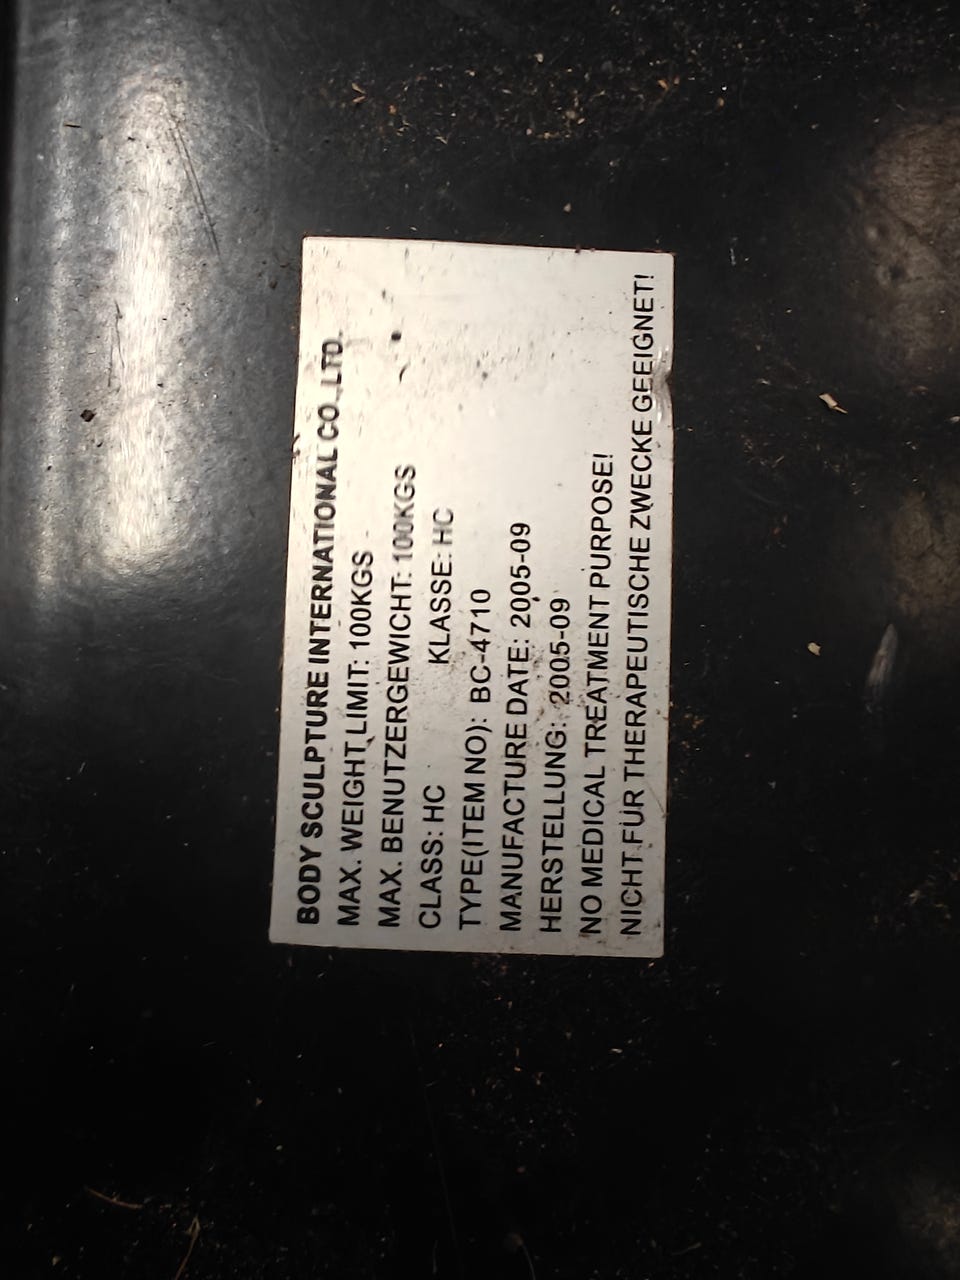 BODY SCULPTURE INTERNATIONAL CO.,LTD.
MAX. WEIGHT LIMIT: 100KGS
MAX. BENUTZERGEWICHT: 100KGS
CLASS: HC KLASSE: HC
TYPE(ITEM NO): BC-4710
MANUFACTURE DATE: 2005-09
HERSTELLUNG: 2005-09
NO MEDICAL TREATMENT PURPOSE!
NICHT FÜR THERAPEUTISCHE ZWECKE GEEIGNET!